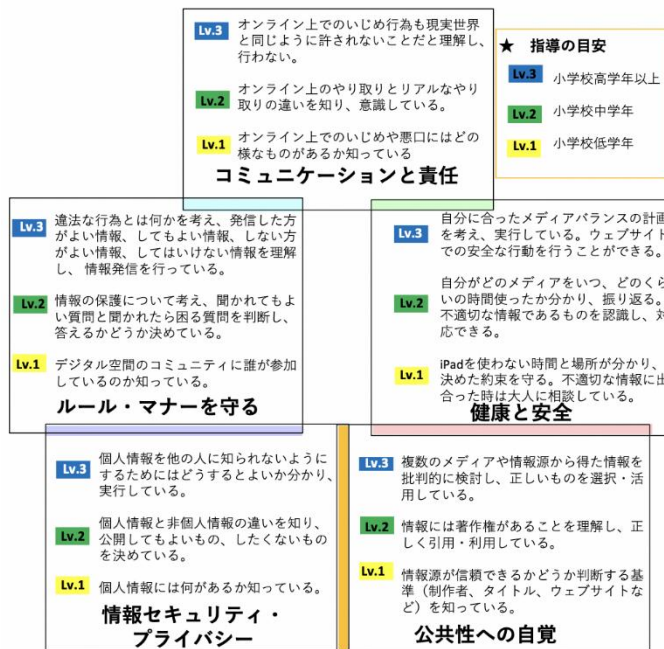 Lv.3
オンライン上でのいじめ行為も現実世界
と同じように許されないことだと理解し、
行わない。
Lv.2
オンライン上のやり取りとリアルなやり
取りの違いを知り、意識している。
Lv.1
オンライン上でのいじめや悪口にはどの
様なものがあるか知っている
コミュニケーションと責任
★ 指導の目安
Lv.3 小学校高学年以上
Lv.2 小学校中学年
Lv.1 小学校低学年
Lv.3
違法な行為とは何かを考え、発信した方
がよい情報、してもよい情報、しない方
がよい情報、してはいけない情報を理解
し、情報発信を行っている。
Lv.2
情報の保護について考え、聞かれてもよ
い質問と聞かれたら困る質問を判断し、
答えるかどうか決めている。
Lv.1
デジタル空間のコミュニティに誰が参加
しているのか知っている。
ルール・マナーを守る
Lv.3
自分に合ったメディアバランスの計画
を考え、実行している。ウェブサイト
での安全な行動を行うことができる。
Lv.2
自分がどのメディアをいつ、どのくら
いの時間使ったか分かり、振り返る。
不適切な情報であるものを認識し、対
応できる。
Lv.1
iPadを使わない時間と場所が分かり、
決めた約束を守る。不適切な情報に出
合った時は大人に相談している。
健康と安全
Lv.3
個人情報を他の人に知られないように
するためにはどうするとよいか分かり、
実行している。
Lv.2
個人情報と非個人情報の違いを知り、
公開してもよいもの、したくないもの
を決めている。
Lv.1
個人情報には何があるか知っている。
情報セキュリティ・
プライバシー
Lv.3
複数のメディアや情報源から得た情報を
批判的に検討し、正しいものを選択・活
用している。
Lv.2
情報には著作権があることを理解し、正
しく引用・利用している。
Lv.1
情報源が信頼できるかどうか判断する基
準（制作者、タイトル、ウェブサイトな
ど）を知っている。
公共性への自覚